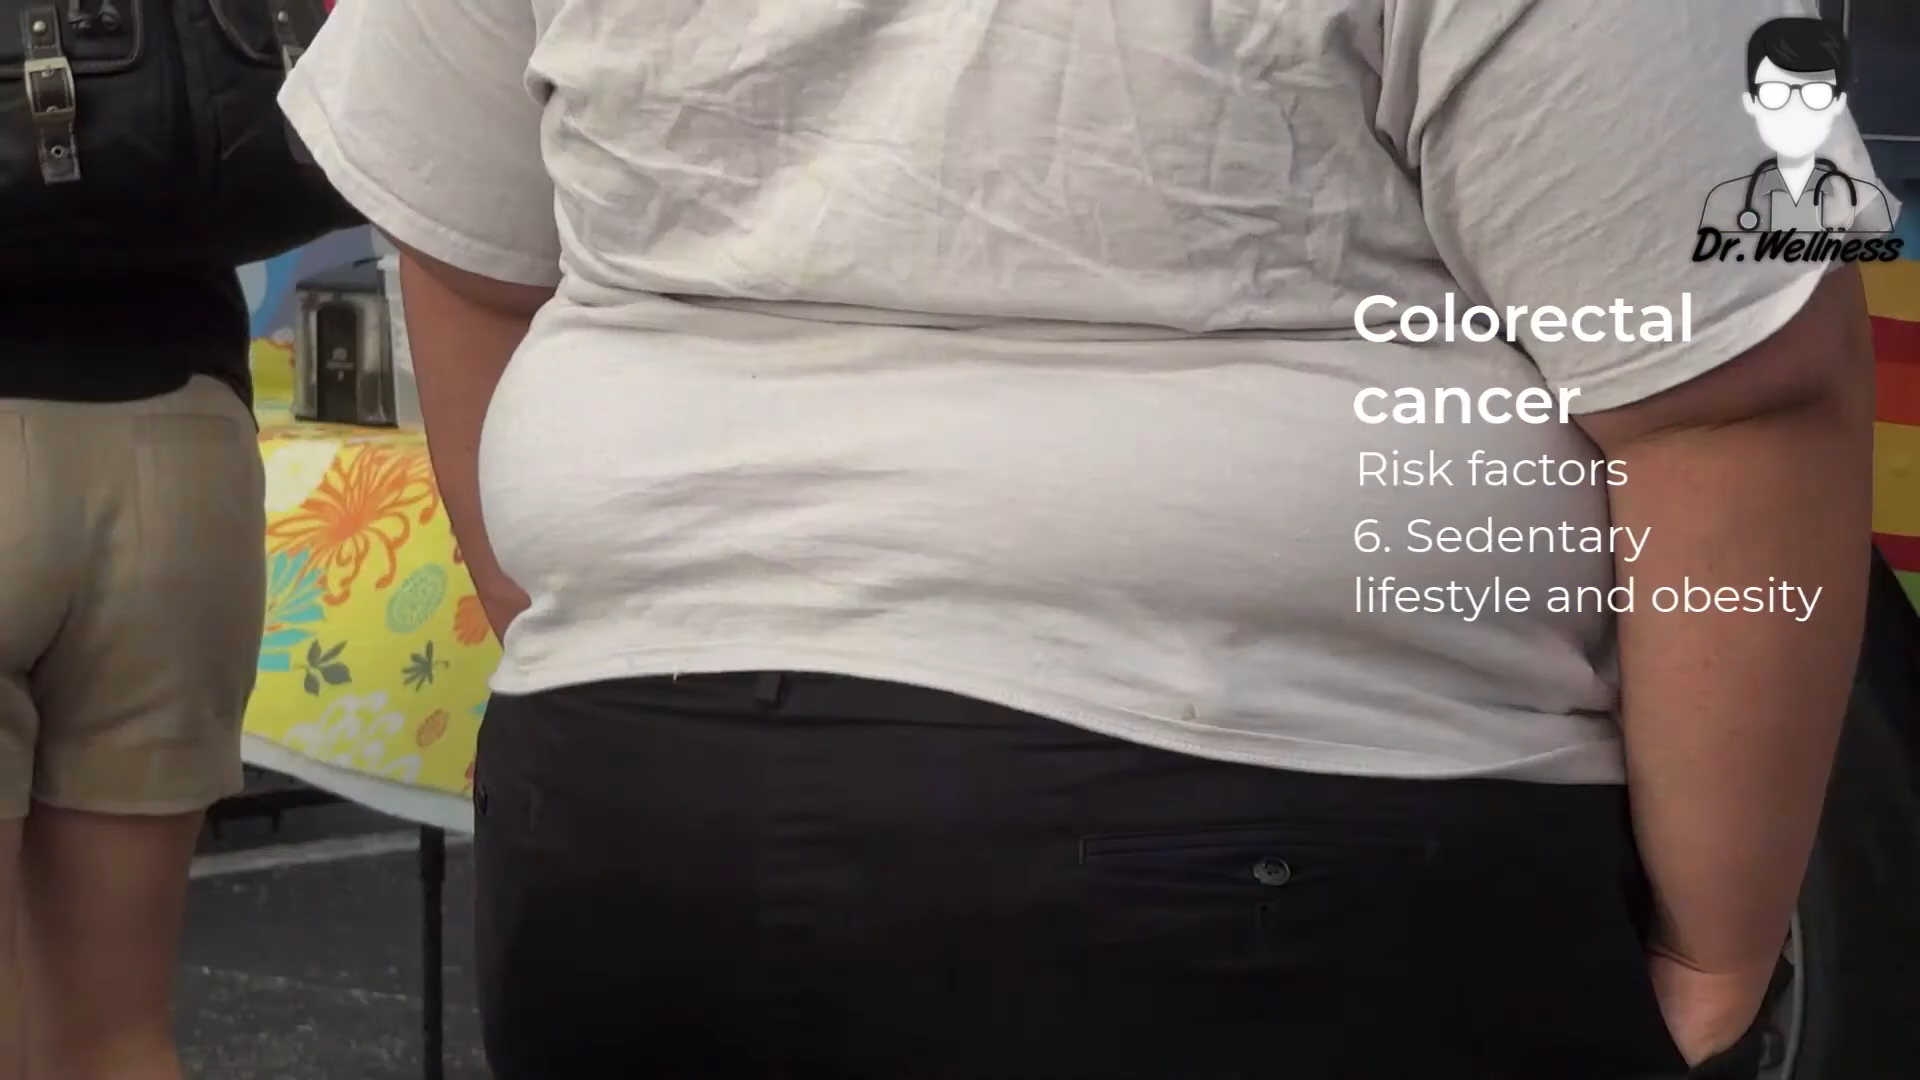 Dr. Wellness
Colorectal
cancer
Risk factors
6. Sedentary
lifestyle and obesity